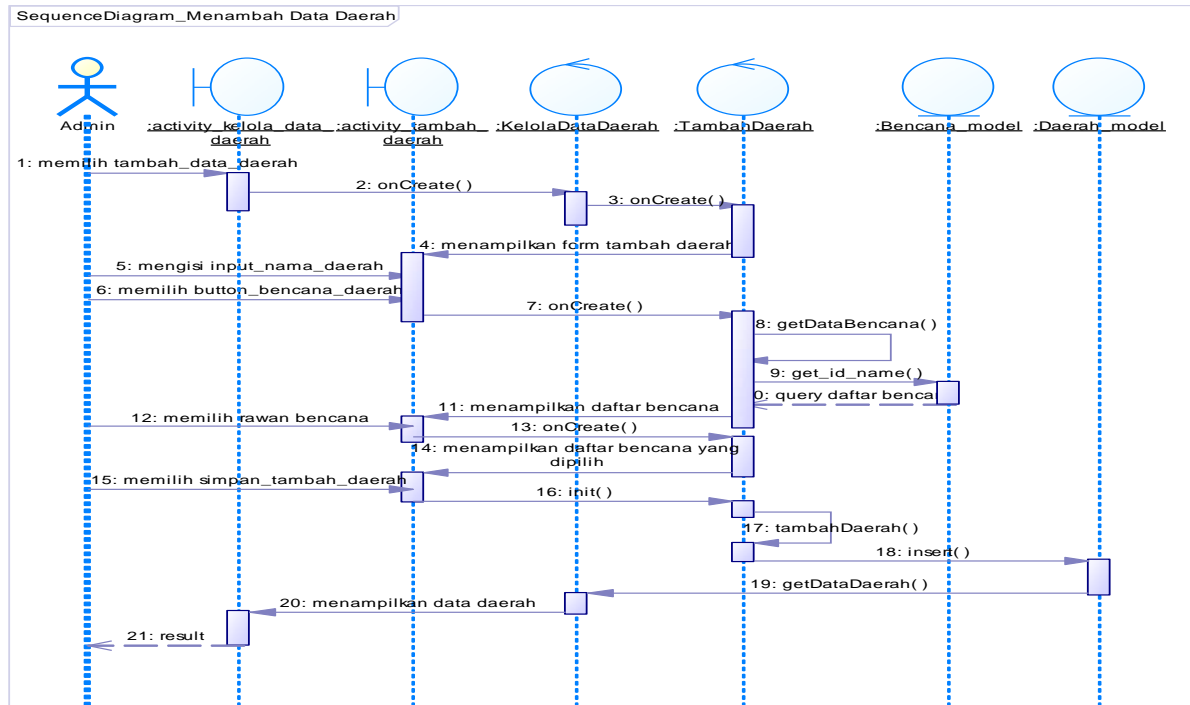 SequenceDiagram_Menambah Data Daerah
Admin
:activity_kelola_data_
daerah
:activity_tambah_
daerah
:KelolaDataDaerah
:TambahDaerah
:Bencana_model
:Daerah_model
1: memilih tambah_data_daerah
2: onCreate()
3: onCreate()
4: menampilkan form tambah daerah
5: mengisi input_nama_daerah
6: memilih button_bencana_daerah
7: onCreate()
8: getDataBencana()
9: get_id_name()
0: query daftar bencana
11: menampilkan daftar bencana
12: memilih rawan bencana
13: onCreate()
14: menampilkan daftar bencana yang
dipilih
15: memilih simpan_tambah_daerah
16: init()
17: tambahDaerah()
18: insert()
19: getDataDaerah()
20: menampilkan data daerah
21: result